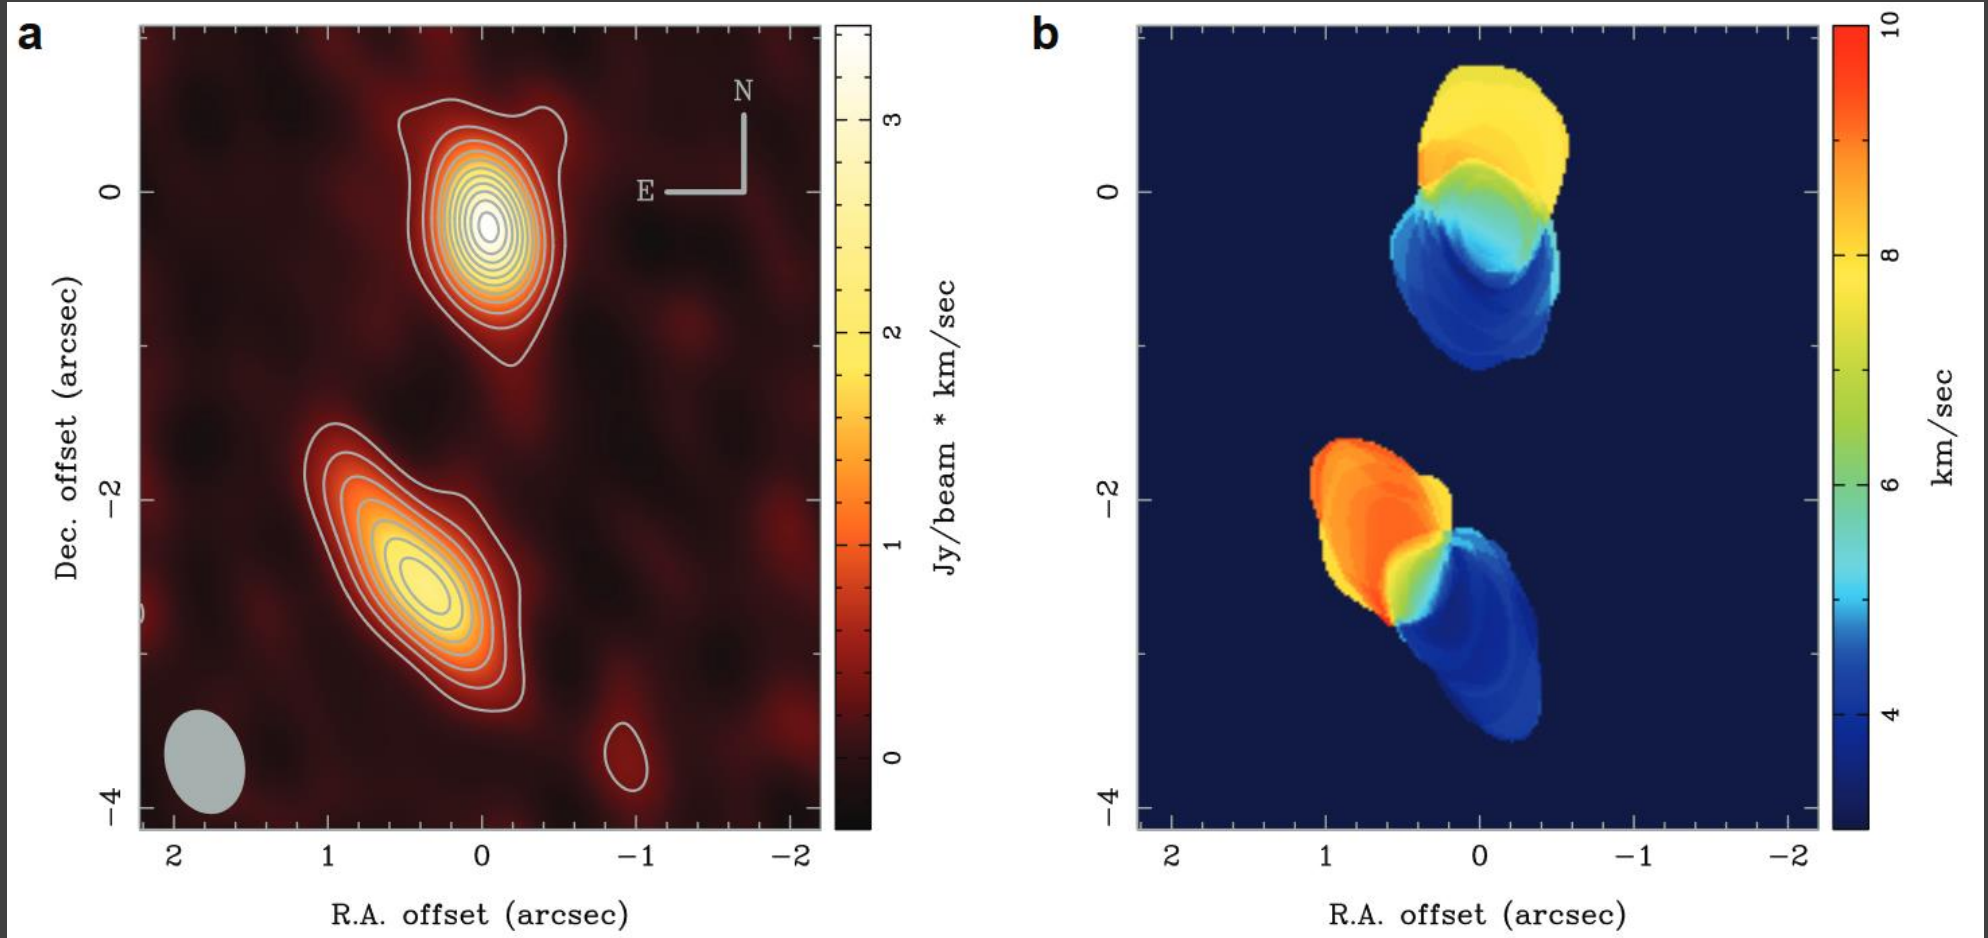 a
N
E
0
−2
−4
Dec. offset (arcsec)
2 1 0 −1 −2
R.A. offset (arcsec)
3
2
1
0
Jy/beam * km/sec
b
0
−2
−4
2 1 0 −1 −2
R.A. offset (arcsec)
10
8
6
4
km/sec